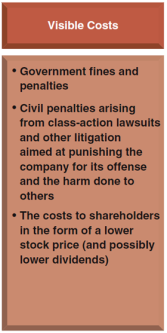 Visible Costs
• Government fines and
penalties
• Civil penalties arising
from class-action lawsuits
and other litigation
aimed at punishing the
company for its offense
and the harm done to
others
• The costs to shareholders
in the form of a lower
stock price (and possibly
lower dividends)